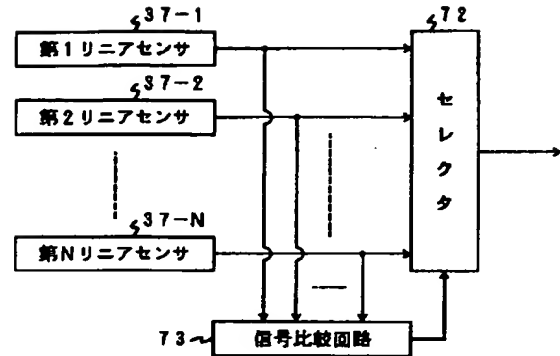 37-1
第1リニアセンサ
37-2
第2リニアセンサ
37-N
第Nリニアセンサ
72
セレクタ
73
信号比較回路